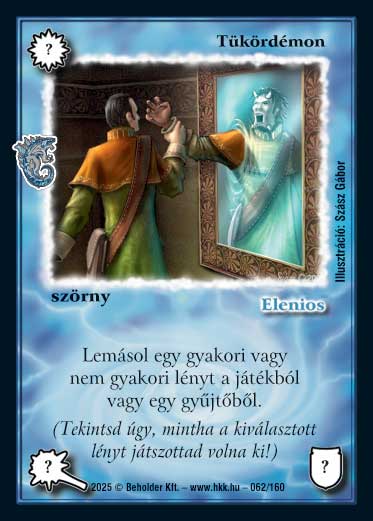 ?
Tükördémon
Illusztráció: Szász Gábor
szörny
Elenios
Lemásol egy gyakori vagy
nem gyakori lényt a játékból
vagy egy gyűjtőből.
(Tekintsd úgy, mintha a kiválasztott
lényt játszottad volna ki!)
?
?
2025 © Beholder Kft. – www.hkk.hu – 062/160